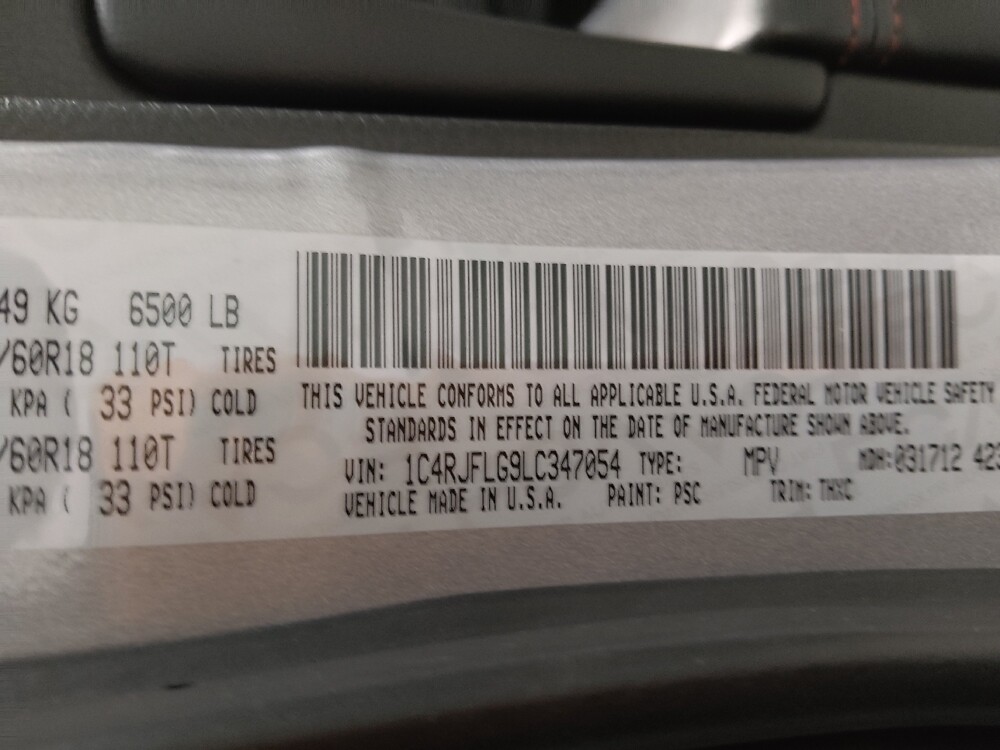 49 KG 6500 LB
/60R18 110T TIRES
KPA ( 33 PSI) COLD
/60R18 110T TIRES
KPA ( 33 PSI) COLD
THIS VEHICLE CONFORMS TO ALL APPLICABLE U.S.A. FEDERAL MOTOR VEHICLE SAFETY
STANDARDS IN EFFECT ON THE DATE OF MANUFACTURE SHOWN ABOVE.
VIN: 1C4RJFLG9LC347054 TYPE: MPV MDH:031712 423
VEHICLE MADE IN U.S.A. PAINT: PSC TRIM: THXC